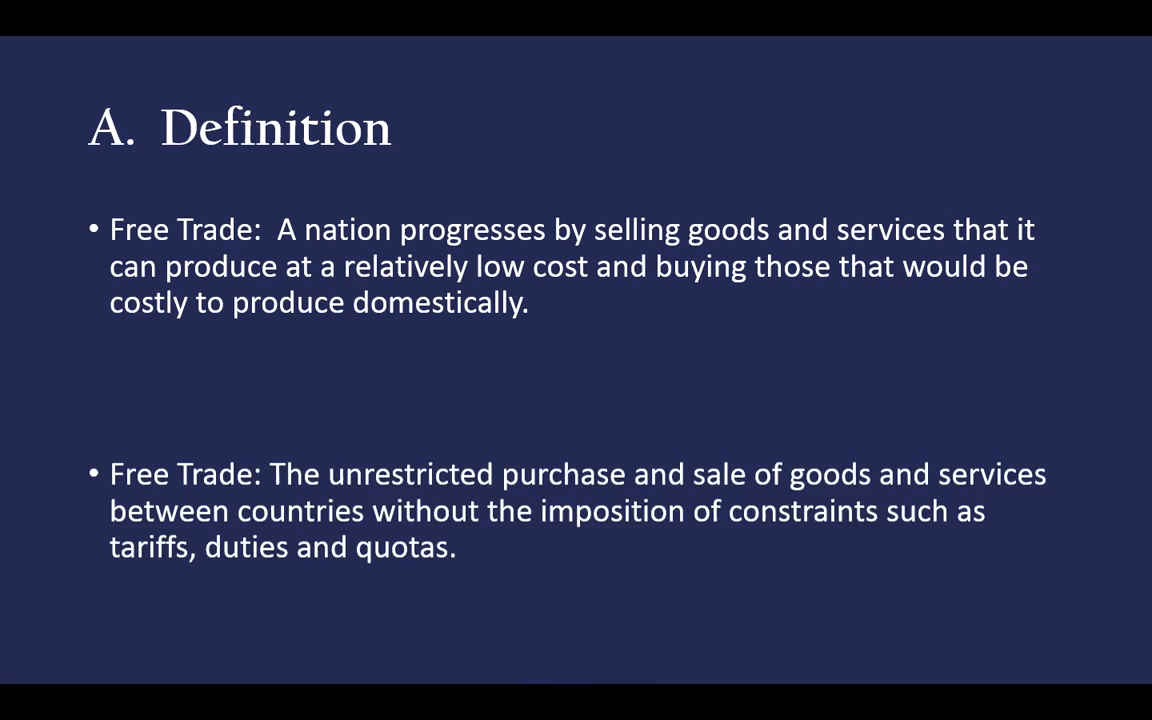 A. Definition
• Free Trade: A nation progresses by selling goods and services that it
can produce at a relatively low cost and buying those that would be
costly to produce domestically.
• Free Trade: The unrestricted purchase and sale of goods and services
between countries without the imposition of constraints such as
tariffs, duties and quotas.